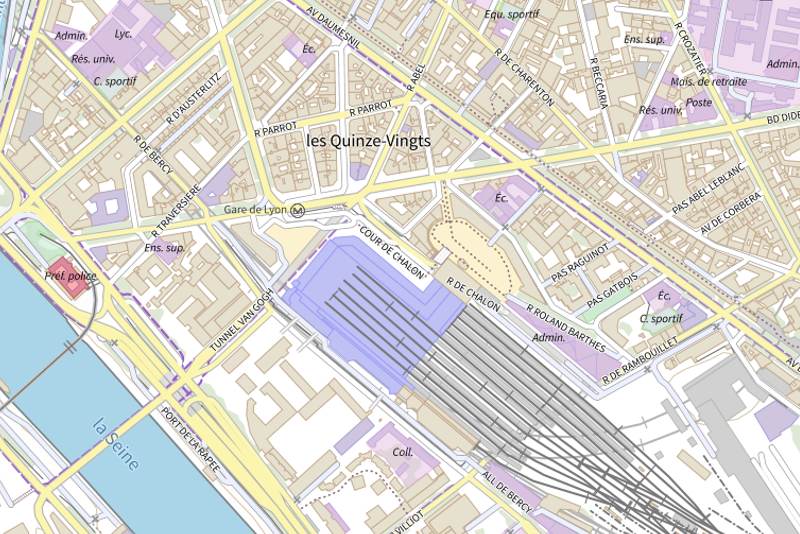 AV DAUMESNIL
Equ. sportif
Lyc.
Admin.
R CROZATIER
Ens. sup.
Rés. univ.
Éc.
R DE CHARENTON
Admin.
C. sportif
R ABEL
R BECCARIA
Mais. de retraite
R D'AUSTERLITZ
R PARROT
Rés. univ.
Poste
R PARROT
BD DIDE
R DE BERCY
les Quinze-Vingts
PAS ABEL LEBLANC
R TRAVERSIERE
Gare de Lyon
M
Éc.
AV DE CORBERA
Ens. sup.
COUR DE CHALON
PAS RAGUINOT
Préf. police
R DE CHALON
PAS GATBOIS
Éc.
TUNNEL VAN GOGH
R ROLAND BARTHES
C. sportif
Admin.
R DE RAMBOUILLET
AV D
la Seine
PORT DE LA RAPEE
Coll.
ALL DE BERCY
AVILLIOT